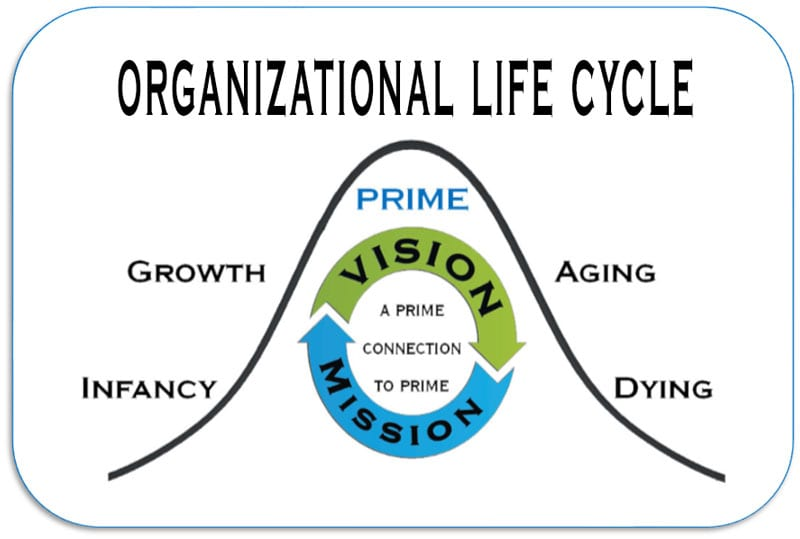 ORGANIZATIONAL LIFE CYCLE
PRIME
VISION
GROWTH
AGING
A PRIME
CONNECTION
TO PRIME
INFANCY
DYING
MISSION